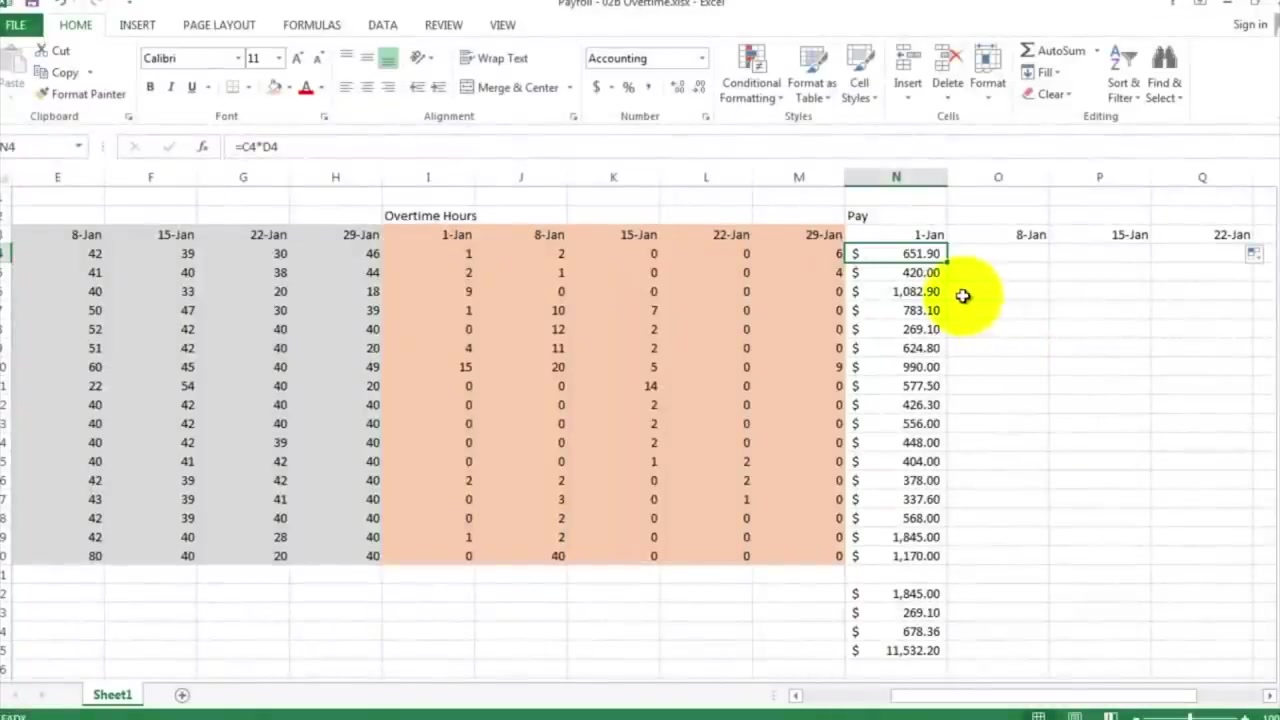 Payroll - 02B Overtime.xlsx - Excel
FILE HOME INSERT PAGE LAYOUT FORMULAS DATA REVIEW VIEW Sign in
Cut
Copy
Format Painter
Clipboard
Calibri 11
B I U
Font
Wrap Text
Merge & Center
Alignment
Accounting
$ %
Number
Conditional Formatting
Format as Table
Cell Styles
Styles
Insert Delete Format
Cells
AutoSum
Fill
Clear
Sort & Filter
Find & Select
Editing
N4 fx =C4*D4
E F G H I J K L M N O P Q
Overtime Hours Pay
8-Jan 15-Jan 22-Jan 29-Jan 1-Jan 8-Jan 15-Jan 22-Jan 29-Jan 1-Jan 8-Jan 15-Jan 22-Jan
42 39 30 46 1 2 0 0 6 $ 651.90
41 40 38 44 2 1 0 0 4 $ 420.00
40 33 20 18 9 0 0 0 0 $ 1,082.90
50 47 30 39 1 10 7 0 0 $ 783.10
52 42 40 40 0 12 2 0 0 $ 269.10
51 42 40 20 4 11 2 0 0 $ 624.80
60 45 40 49 15 20 5 0 9 $ 990.00
22 54 40 20 0 0 14 0 0 $ 577.50
40 42 40 40 0 0 2 0 0 $ 426.30
40 42 40 40 0 0 2 0 0 $ 556.00
40 42 39 40 0 0 2 0 0 $ 448.00
40 41 42 40 0 0 1 2 0 $ 404.00
42 39 42 40 2 2 0 2 0 $ 378.00
43 39 41 40 0 3 0 1 0 $ 337.60
42 39 40 40 0 2 0 0 0 $ 568.00
42 40 28 40 1 2 0 0 0 $ 1,845.00
80 40 20 40 0 40 0 0 0 $ 1,170.00
$ 1,845.00
$ 269.10
$ 678.36
$ 11,532.20
Sheet1